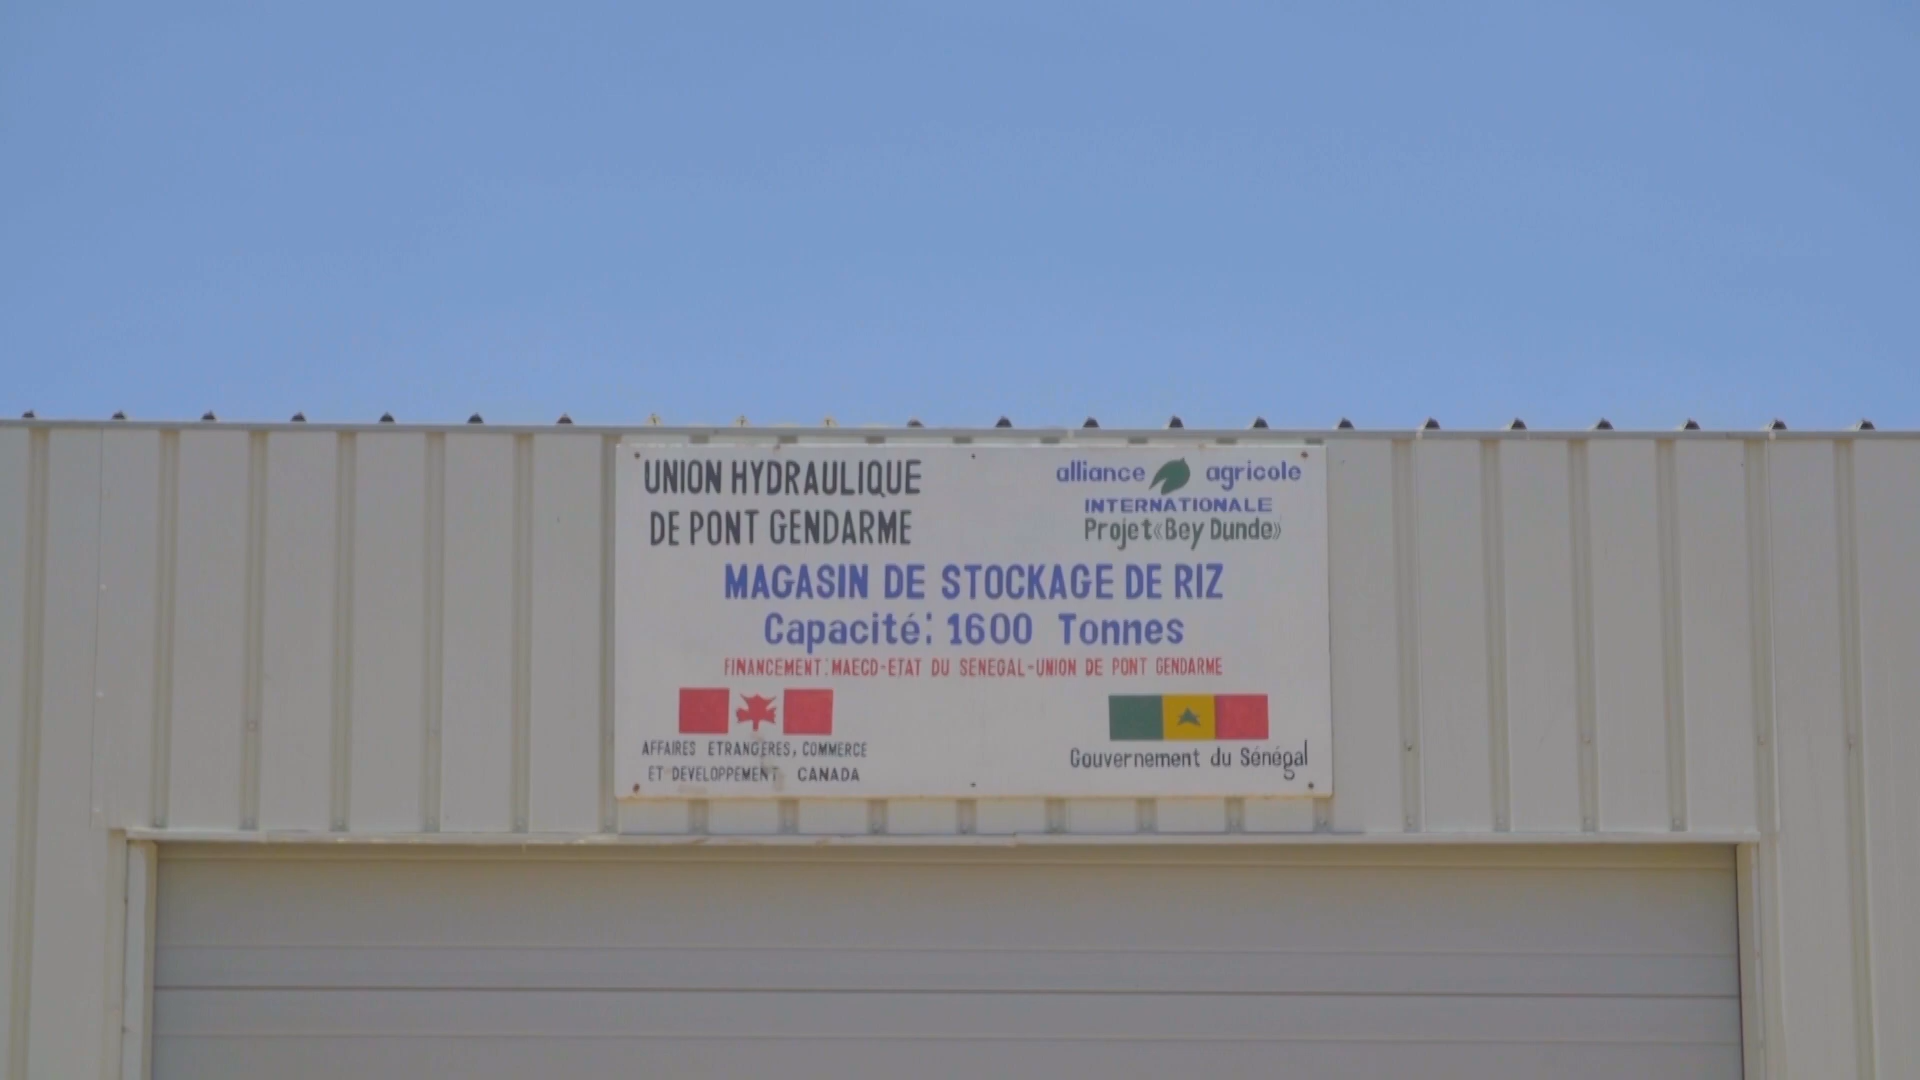 UNION HYDRAULIQUE
DE PONT GENDARME
alliance agricole
INTERNATIONALE
Projet «Bey Dunde»
MAGASIN DE STOCKAGE DE RIZ
Capacité: 1600 Tonnes
FINANCEMENT: MAECD-ETAT DU SENEGAL-UNION DE PONT GENDARME
AFFAIRES ETRANGERES, COMMERCE
ET DEVELOPPEMENT CANADA
Gouvernement du Sénégal